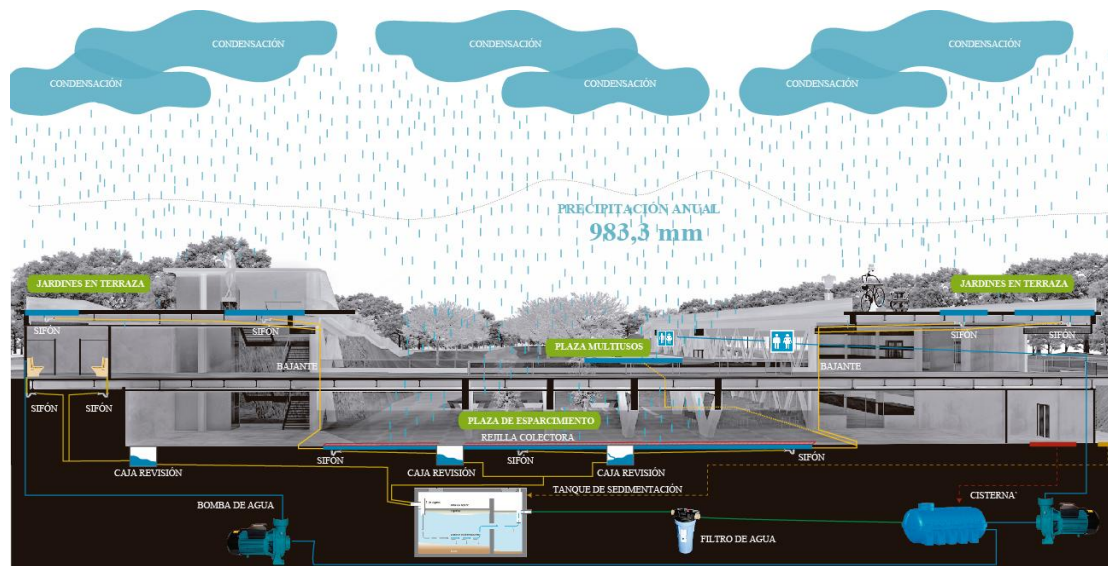 CONDENSACIÓN
CONDENSACIÓN
CONDENSACIÓN
CONDENSACIÓN
CONDENSACIÓN
CONDENSACIÓN
PRECIPITACIÓN ANUAL
983,3 mm
JARDINES EN TERRAZA
JARDINES EN TERRAZA
SIFÓN
SIFÓN
SIFÓN
SIFÓN
PLAZA MULTIUSOS
BAJANTE
BAJANTE
SIFÓN
SIFÓN
PLAZA DE ESPARCIMIENTO
REJILLA COLECTORA
SIFÓN
SIFÓN
SIFÓN
CAJA REVISIÓN
CAJA REVISIÓN
CAJA REVISIÓN
TANQUE DE SEDIMENTACIÓN
BOMBA DE AGUA
CISTERNA
FILTRO DE AGUA